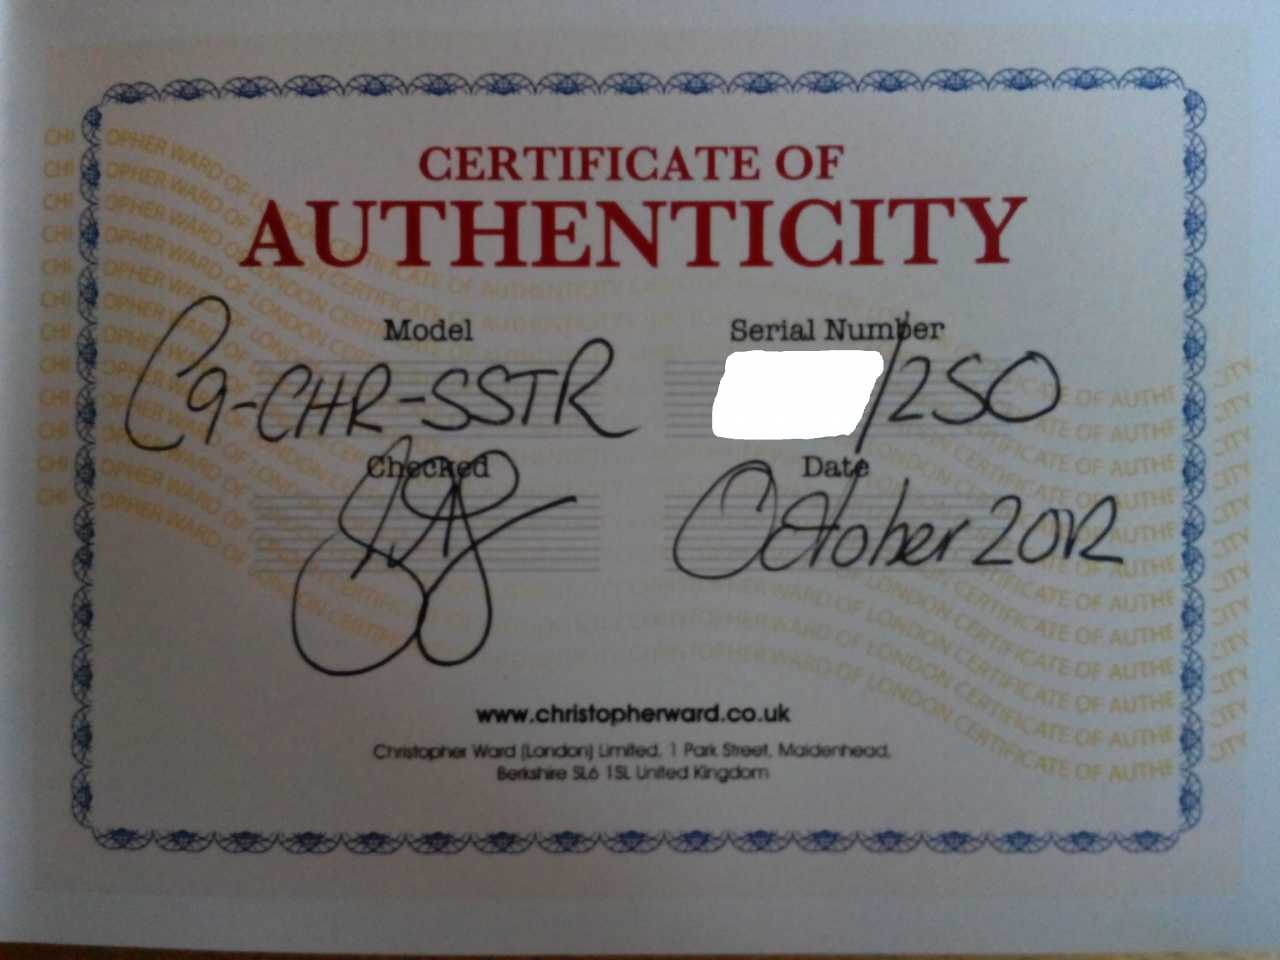 CERTIFICATE OF
AUTHENTICITY
Model
C9-CHR-SSTR
Serial Number
/250
Checked
Date
October 2012
www.christopherward.co.uk
Christopher Ward (London) Limited, 1 Park Street, Maidenhead,
Berkshire SL6 1SL United Kingdom